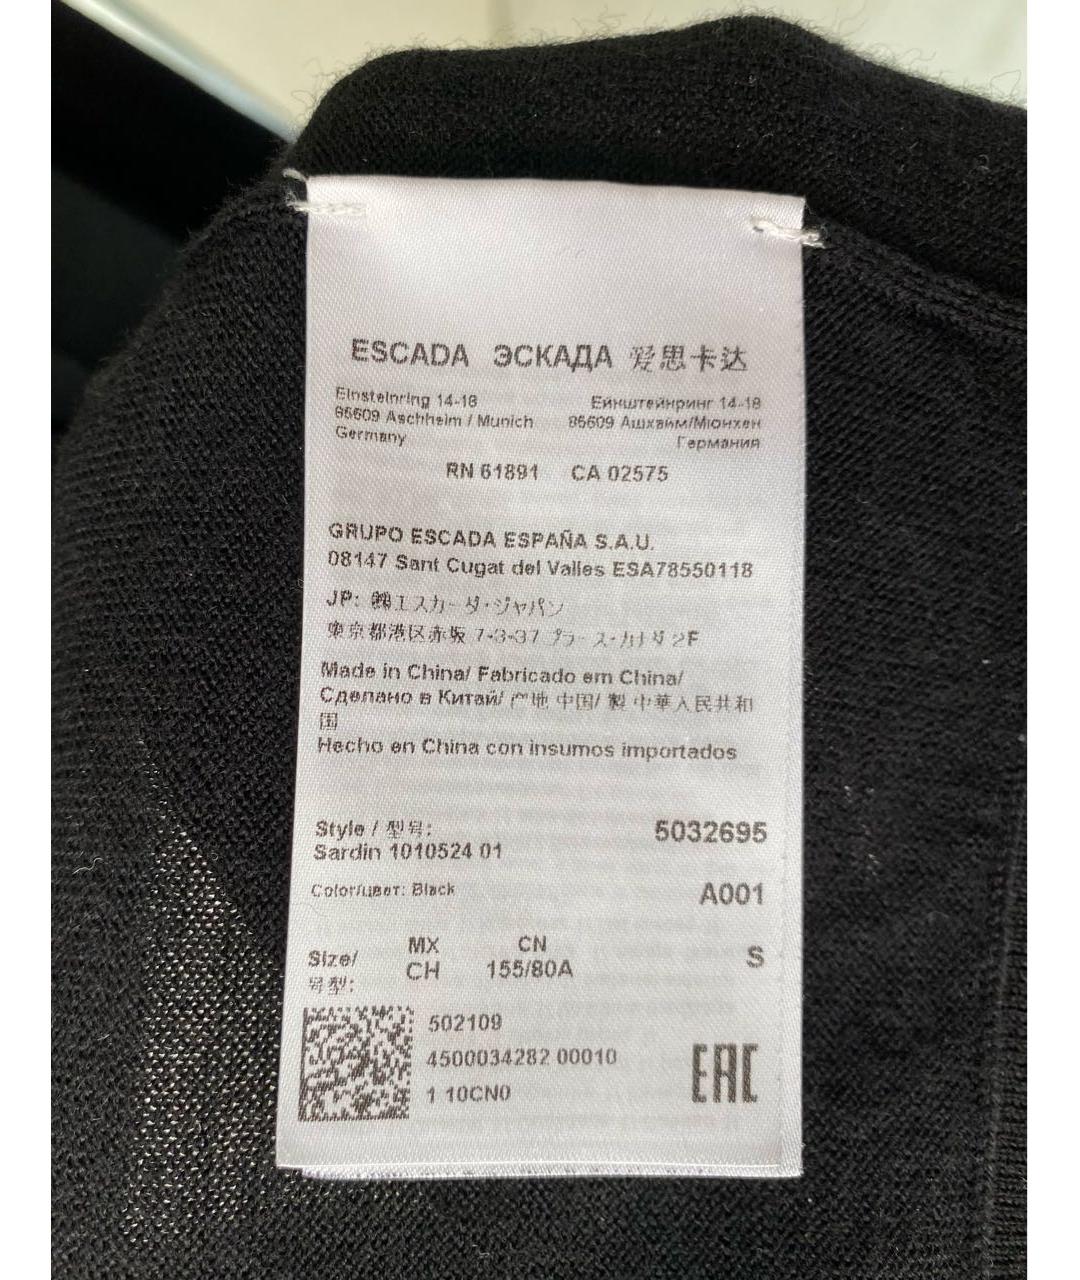 ESCADA ЭСКАДА 爱思卡达
Einsteinring 14-18
85609 Aschheim / Munich
Germany
Ейнштейнринг 14-18
85609 Ашхайм/Мюнхен
Германия
RN 61891 CA 02575
GRUPO ESCADA ESPAÑA S.A.U.
08147 Sant Cugat del Valles ESA78550118
JP: ㈱エスカーダ・ジャパン
東京都港区赤坂 7-3-37 プラース・カナダ 2F
Made in China/ Fabricado em China/
Сделано в Китай/ 产地 中国/ 製 中華人民共和
国
Hecho en China con insumos importados
Style / 型号: 5032695
Sardin 1010524 01
Color/цвет: Black A001
MX CN
Size/ CH 155/80A S
号型:
502109
4500034282 00010
1 10CN0
EAC